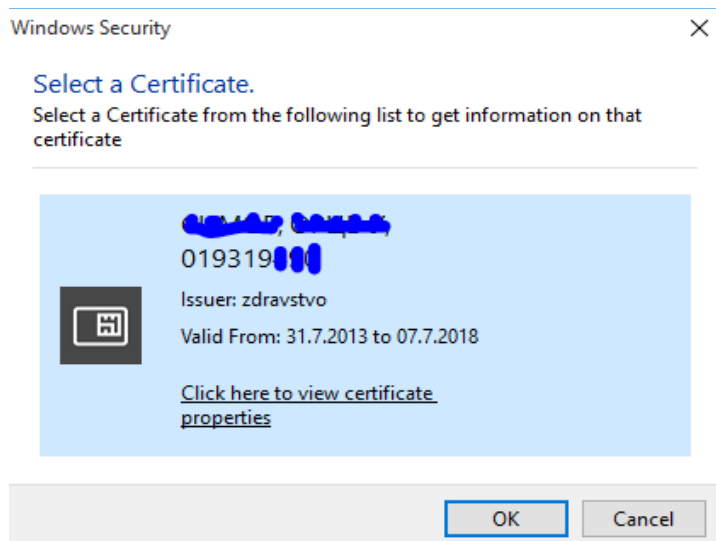 Windows Security
Select a Certificate.
Select a Certificate from the following list to get information on that
certificate
019319
Issuer: zdravstvo
Valid From: 31.7.2013 to 07.7.2018
Click here to view certificate
properties
OK
Cancel